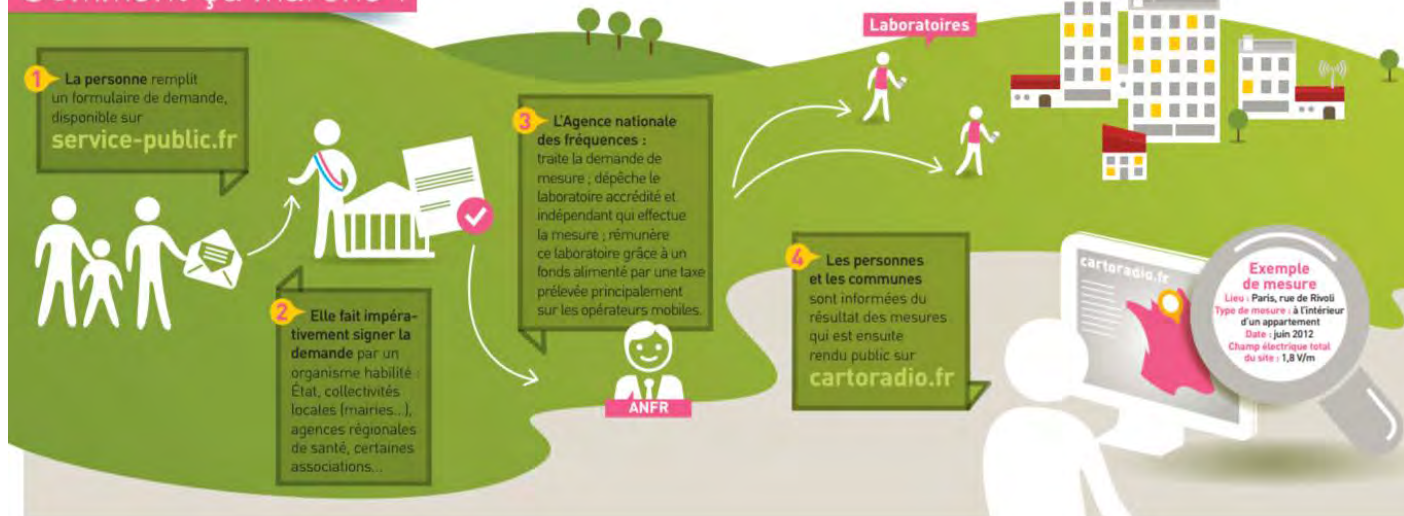 Comment ça marche ?
1 La personne remplit
un formulaire de demande,
disponible sur
service-public.fr
2 Elle fait impéra-
tivement signer la
demande par un
organisme habilité :
État, collectivités
locales (mairies...),
agences régionales
de santé, certaines
associations...
3 L'Agence nationale
des fréquences :
traite la demande de
mesure ; dépêche le
laboratoire accrédité et
indépendant qui effectue
la mesure ; rémunère
ce laboratoire grâce à un
fonds alimenté par une taxe
prélevée principalement
sur les opérateurs mobiles.
ANFR
Laboratoires
4 Les personnes
et les communes
sont informées du
résultat des mesures
qui est ensuite
rendu public sur
cartoradio.fr
cartoradio.fr
Exemple
de mesure
Lieu : Paris, rue de Rivoli
Type de mesure : à l'intérieur
d'un appartement
Date : juin 2012
Champ électrique total
du site : 1,8 V/m